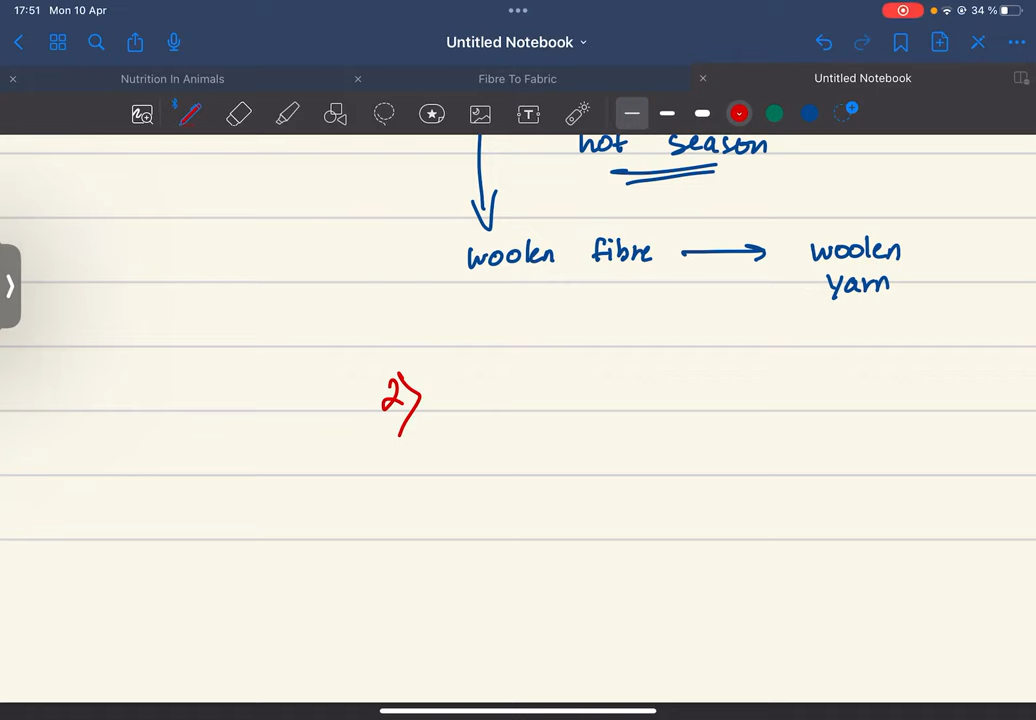 17:51 Mon 10 Apr
34 %
Untitled Notebook
Nutrition In Animals
Fibre To Fabric
Untitled Notebook
T
hot season
woolen fibre → woolen
yarn
2)